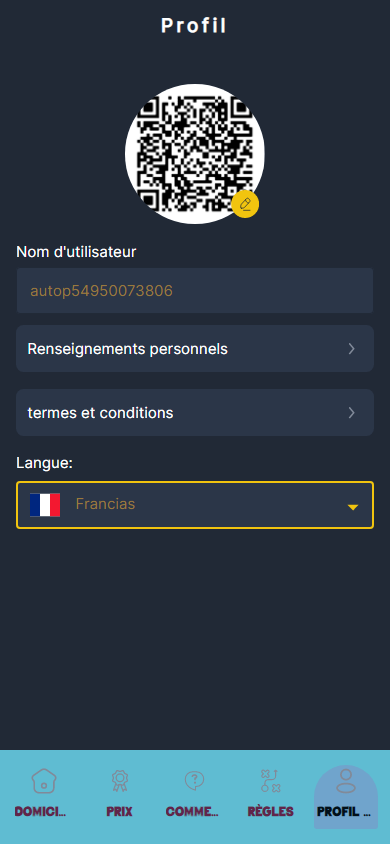 Profil
Nom d'utilisateur
autop54950073806
Renseignements personnels
termes et conditions
Langue:
Francias
DOMICI...
PRIX
COMME...
RÈGLES
PROFIL ...